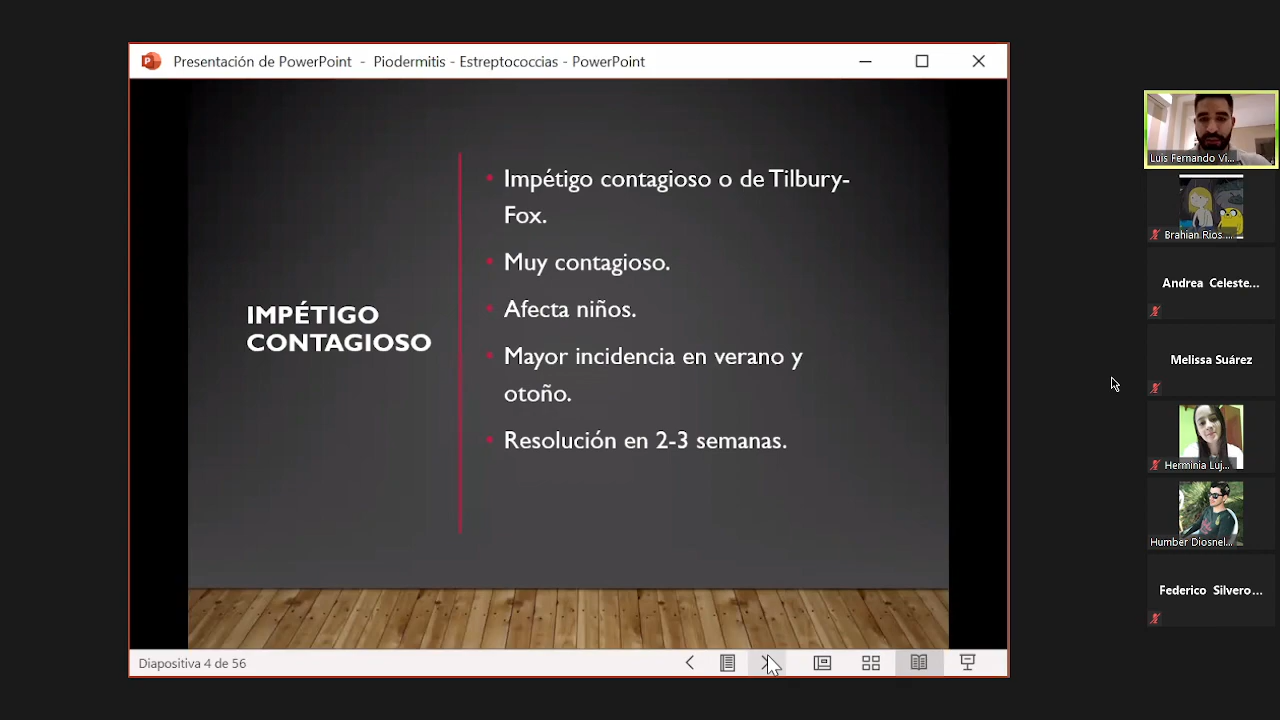 Presentación de PowerPoint - Piodermitis - Estreptococcias - PowerPoint
IMPÉTIGO
CONTAGIOSO
• Impétigo contagioso o de Tilbury-
Fox.
• Muy contagioso.
• Afecta niños.
• Mayor incidencia en verano y
otoño.
• Resolución en 2-3 semanas.
Diapositiva 4 de 56
Luis Fernando Vi...
Brahian Rios ...
Andrea Celeste...
Melissa Suárez
Herminia Luj...
Humber Diosnel...
Federico Silvero...